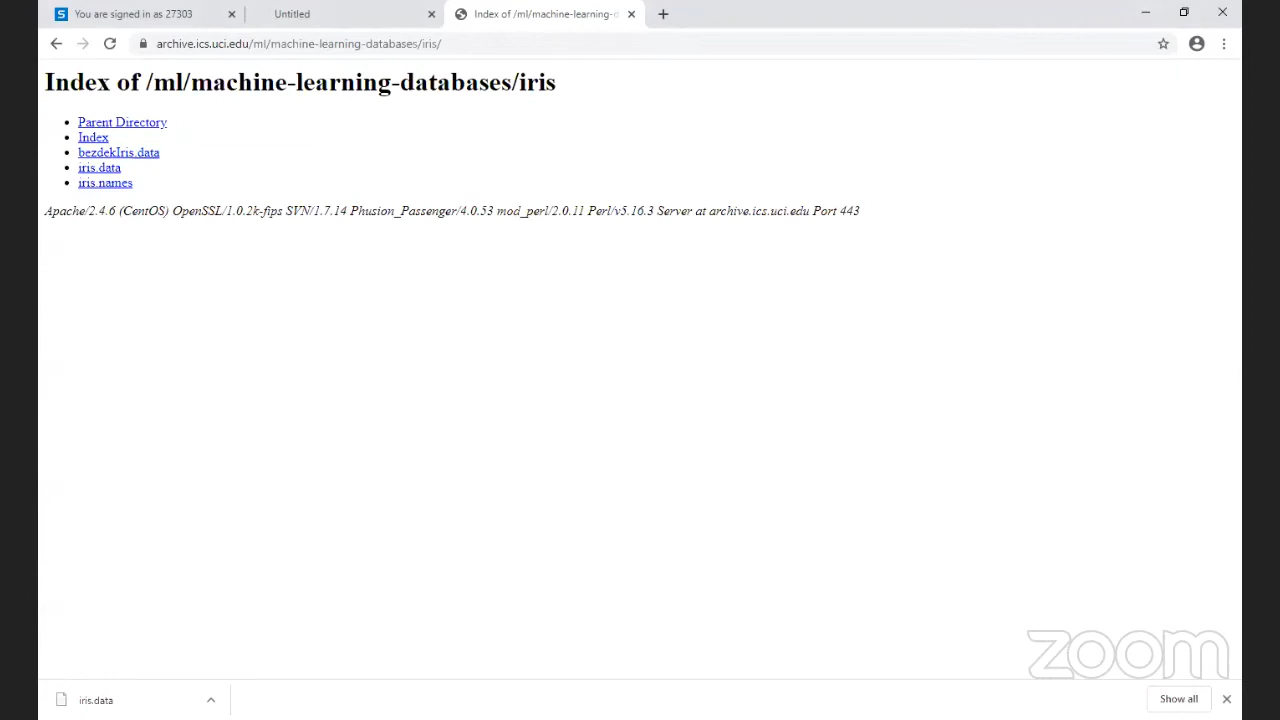 You are signed in as 27303
Untitled
Index of /ml/machine-learning-d
archive.ics.uci.edu/ml/machine-learning-databases/iris/
Index of /ml/machine-learning-databases/iris
Parent Directory
Index
bezdekIris.data
iris.data
iris.names
Apache/2.4.6 (CentOS) OpenSSL/1.0.2k-fips SVN/1.7.14 Phusion_Passenger/4.0.53 mod_perl/2.0.11 Perl/v5.16.3 Server at archive.ics.uci.edu Port 443
zoom
iris.data
Show all